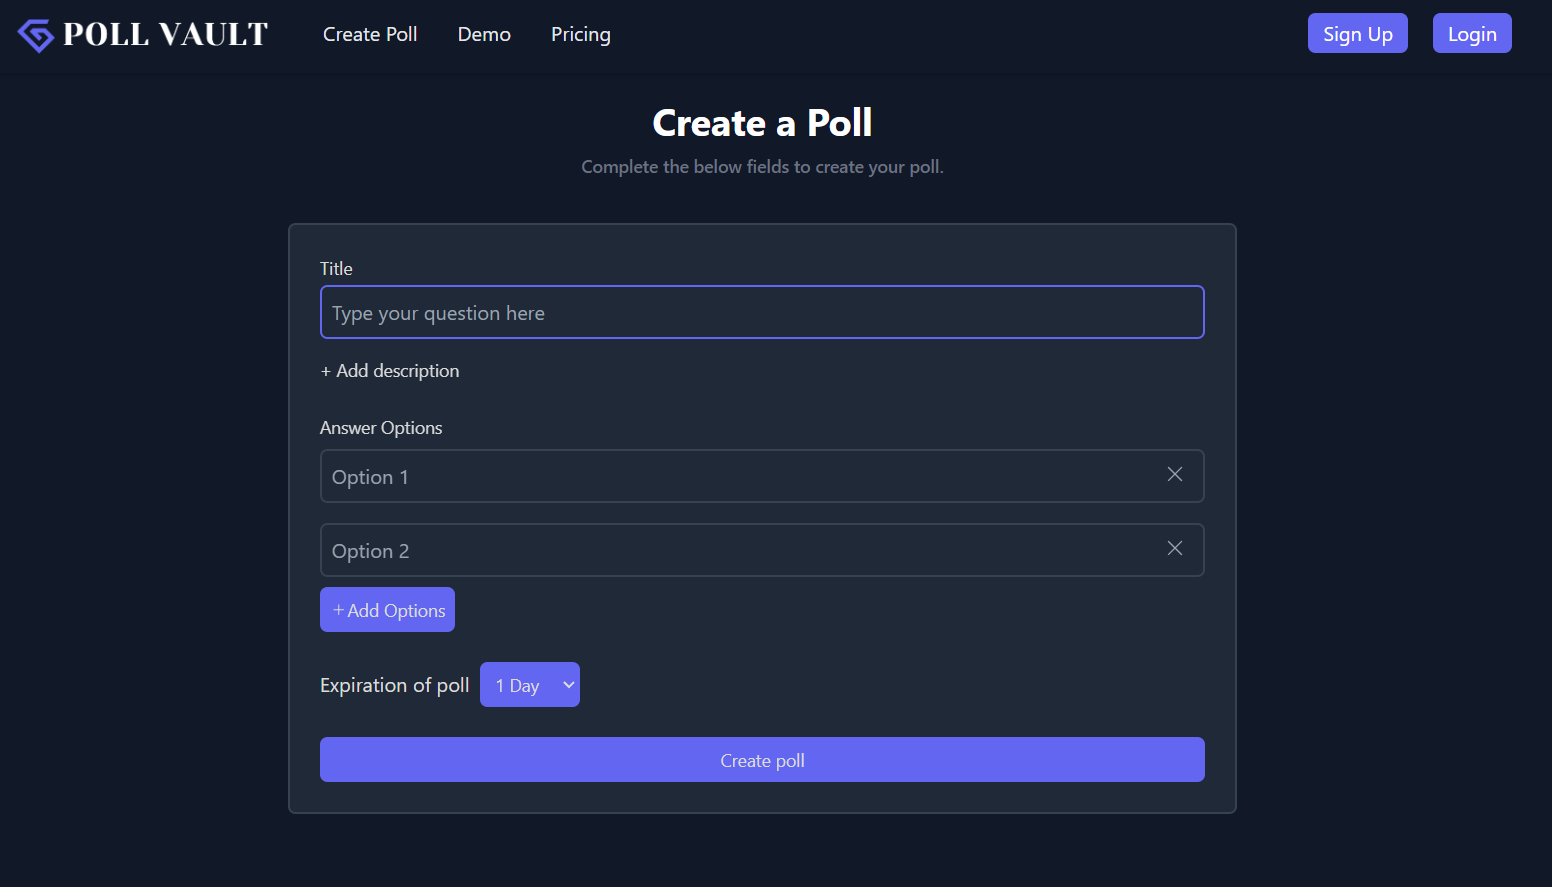 POLL VAULT Create Poll Demo Pricing Sign Up Login
Create a Poll
Complete the below fields to create your poll.
Title
Type your question here
+ Add description
Answer Options
Option 1
Option 2
+ Add Options
Expiration of poll 1 Day
Create poll